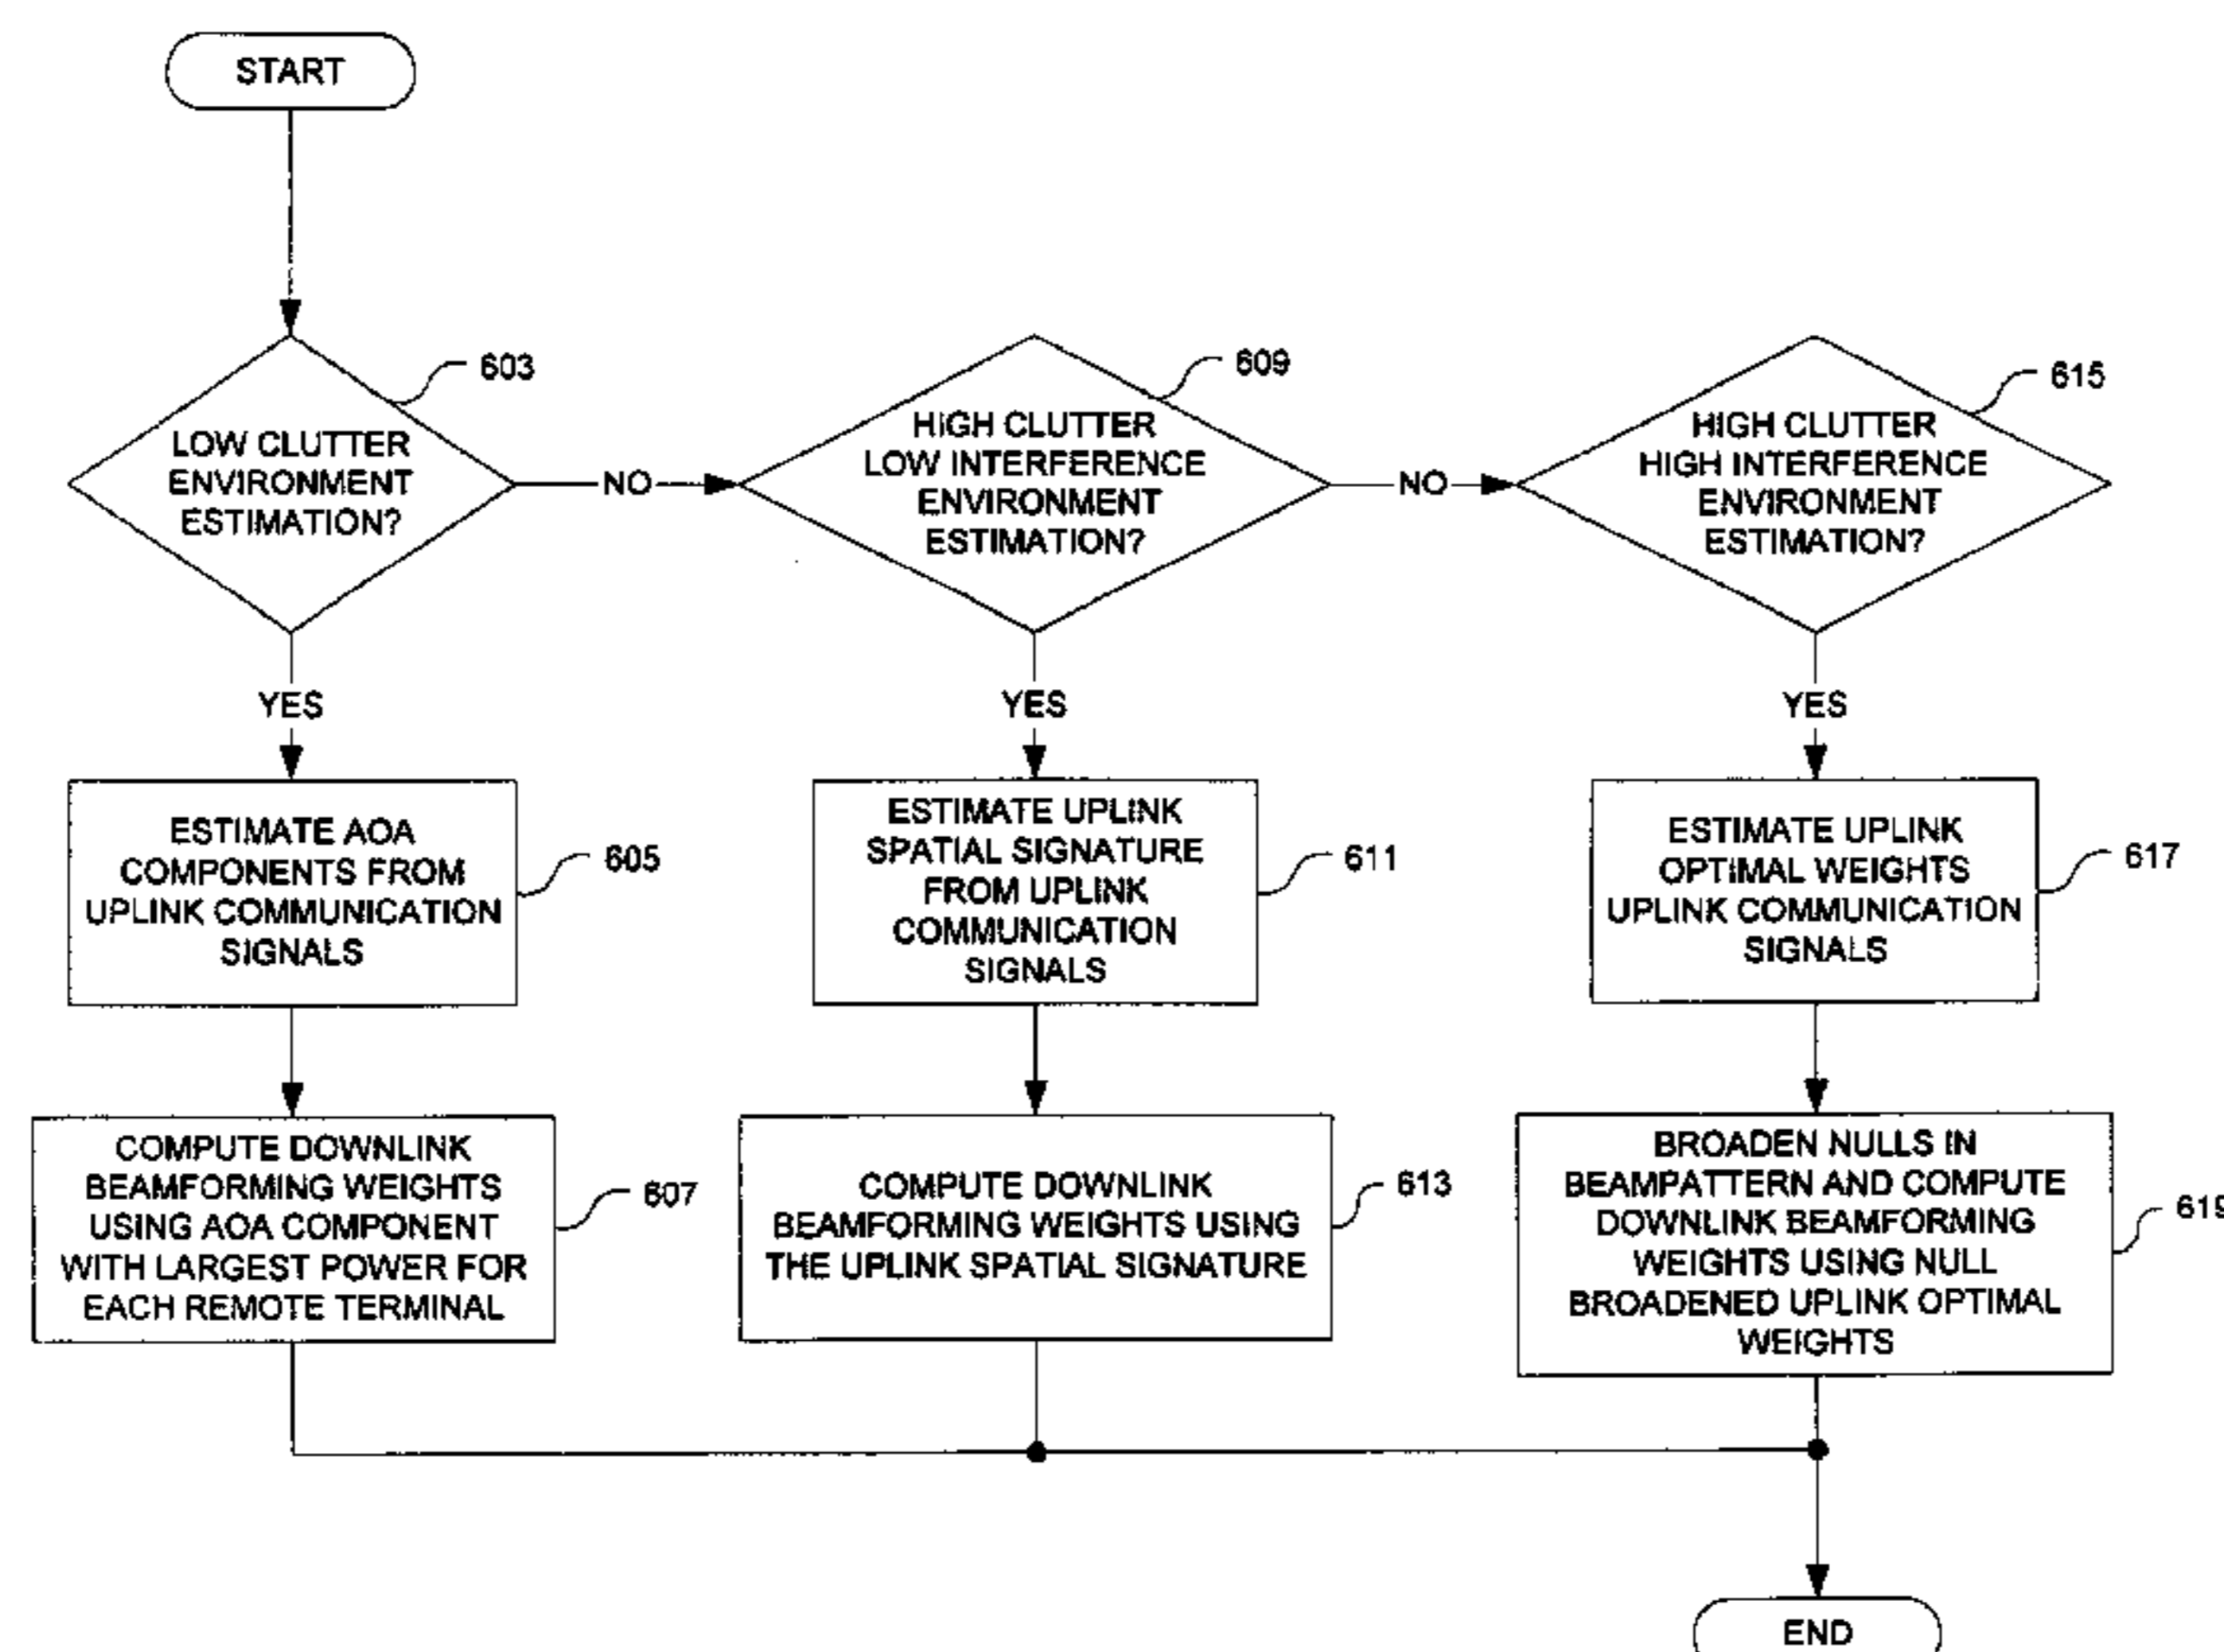 START
603
LOW CLUTTER
ENVIRONMENT
ESTIMATION?
NO
609
HIGH CLUTTER
LOW INTERFERENCE
ENVIRONMENT
ESTIMATION?
NO
615
HIGH CLUTTER
HIGH INTERFERENCE
ENVIRONMENT
ESTIMATION?
YES
YES
YES
ESTIMATE AOA
COMPONENTS FROM
UPLINK COMMUNICATION
SIGNALS
605
ESTIMATE UPLINK
SPATIAL SIGNATURE
FROM UPLINK
COMMUNICATION
SIGNALS
611
ESTIMATE UPLINK
OPTIMAL WEIGHTS
UPLINK COMMUNICATION
SIGNALS
617
COMPUTE DOWNLINK
BEAMFORMING WEIGHTS
USING AOA COMPONENT
WITH LARGEST POWER FOR
EACH REMOTE TERMINAL
607
COMPUTE DOWNLINK
BEAMFORMING WEIGHTS USING
THE UPLINK SPATIAL SIGNATURE
613
BROADEN NULLS IN
BEAMPATTERN AND COMPUTE
DOWNLINK BEAMFORMING
WEIGHTS USING NULL
BROADENED UPLINK OPTIMAL
WEIGHTS
619
END